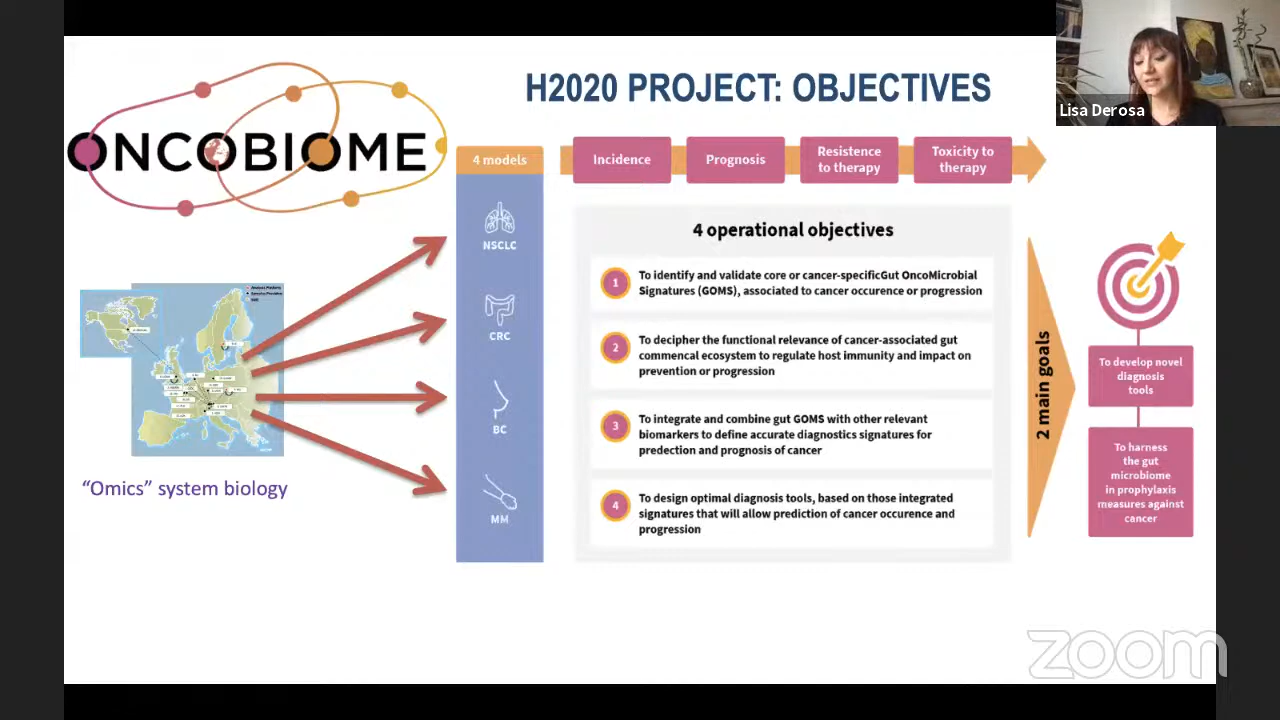 Lisa Derosa
H2020 PROJECT: OBJECTIVES
ONCOBIOME
4 models
Incidence
Prognosis
Resistence
to therapy
Toxicity to
therapy
NSCLC
CRC
BC
MM
4 operational objectives
1
To identify and validate core or cancer-specificGut OncoMicrobial
Signatures (GOMS), associated to cancer occurence or progression
2
To decipher the functional relevance of cancer-associated gut
commencal ecosystem to regulate host immunity and impact on
prevention or progression
3
To integrate and combine gut GOMS with other relevant
biomarkers to define accurate diagnostics signatures for
predection and prognosis of cancer
4
To design optimal diagnosis tools, based on those integrated
signatures that will allow prediction of cancer occurence and
progression
2 main goals
To develop novel
diagnosis
tools
To harness
the gut
microbiome
in prophylaxis
measures against
cancer
“Omics” system biology
zoom